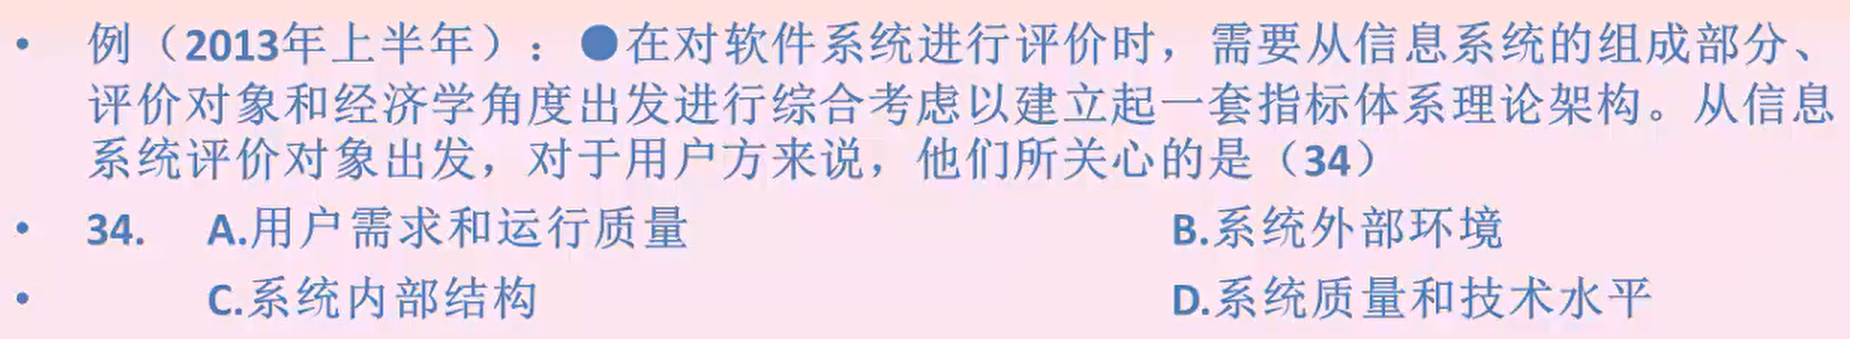 • 例（2013年上半年）：●在对软件系统进行评价时，需要从信息系统的组成部分、
评价对象和经济学角度出发进行综合考虑以建立起一套指标体系理论架构。从信息
系统评价对象出发，对于用户方来说，他们所关心的是（34）
• 34. A.用户需求和运行质量 B.系统外部环境
• C.系统内部结构 D.系统质量和技术水平